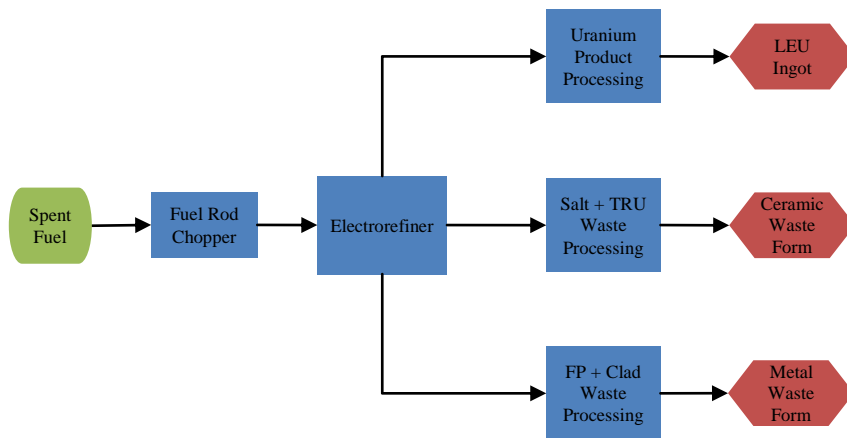 Spent
Fuel
Fuel Rod
Chopper
Electrorefiner
Uranium
Product
Processing
LEU
Ingot
Salt + TRU
Waste
Processing
Ceramic
Waste
Form
FP + Clad
Waste
Processing
Metal
Waste
Form